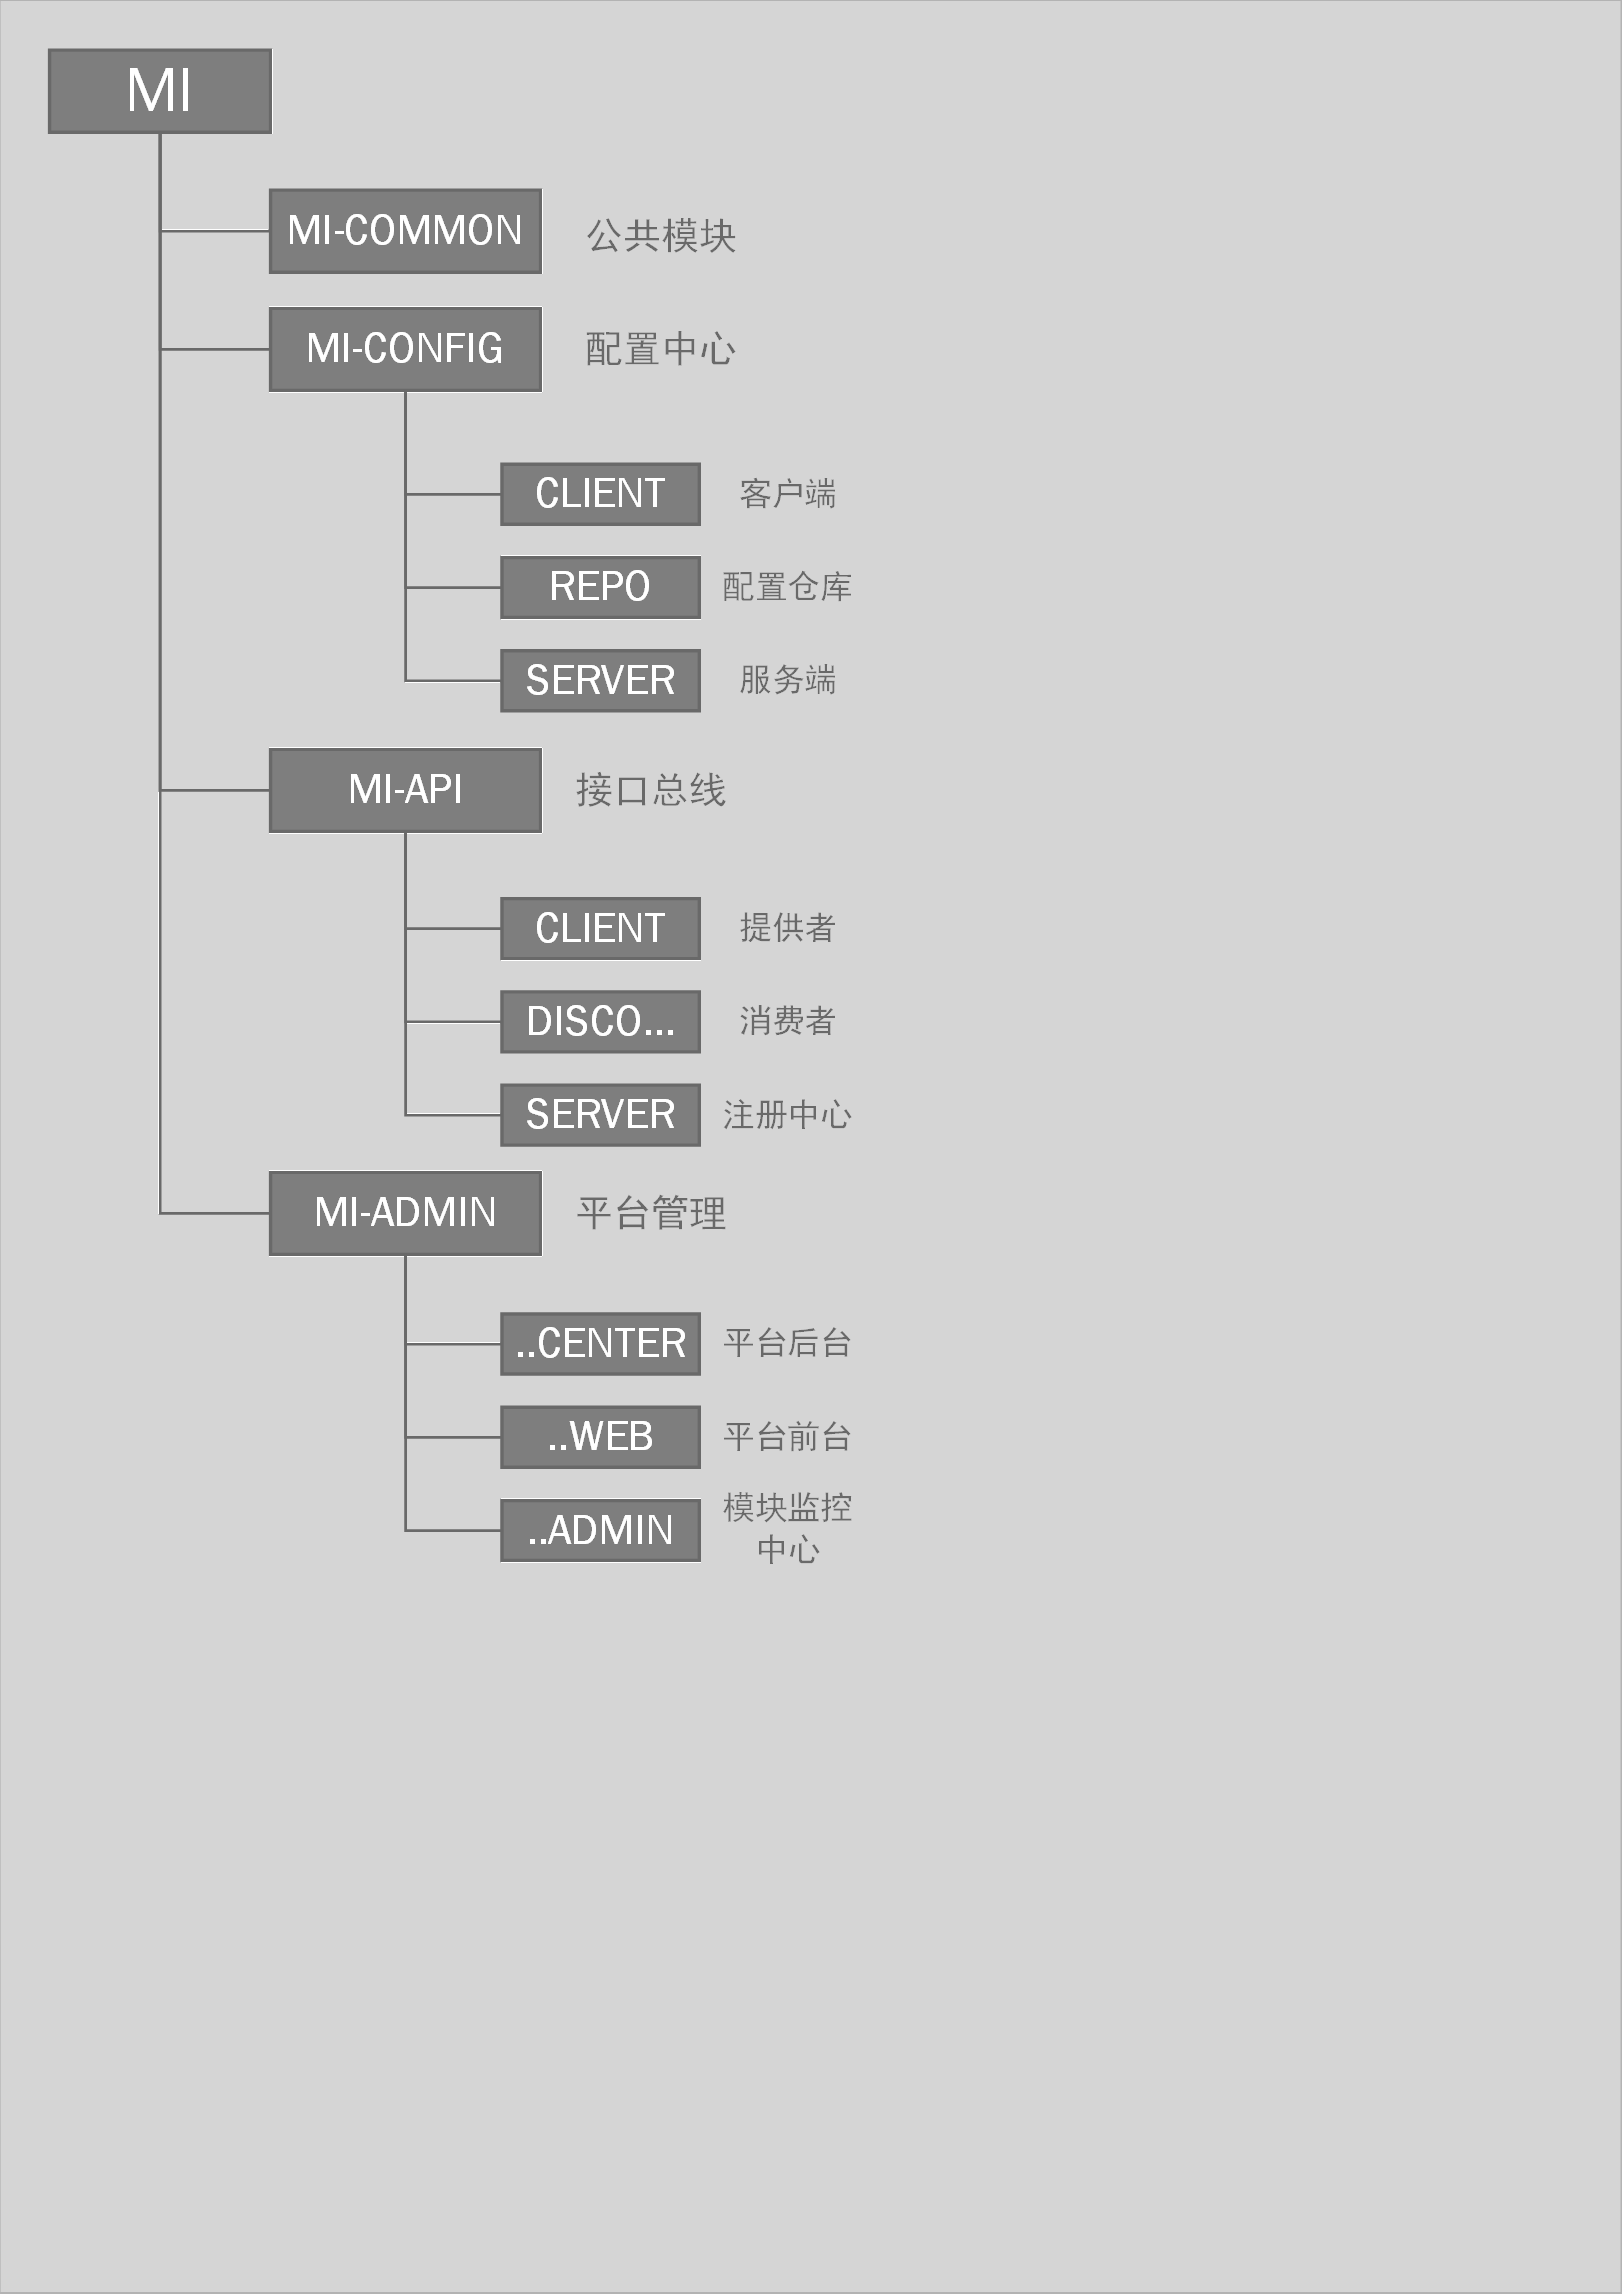 MI
MI-COMMON 公共模块
MI-CONFIG 配置中心
CLIENT 客户端
REPO 配置仓库
SERVER 服务端
MI-API 接口总线
CLIENT 提供者
DISCO... 消费者
SERVER 注册中心
MI-ADMIN 平台管理
..CENTER 平台后台
..WEB 平台前台
..ADMIN 模块监控
中心